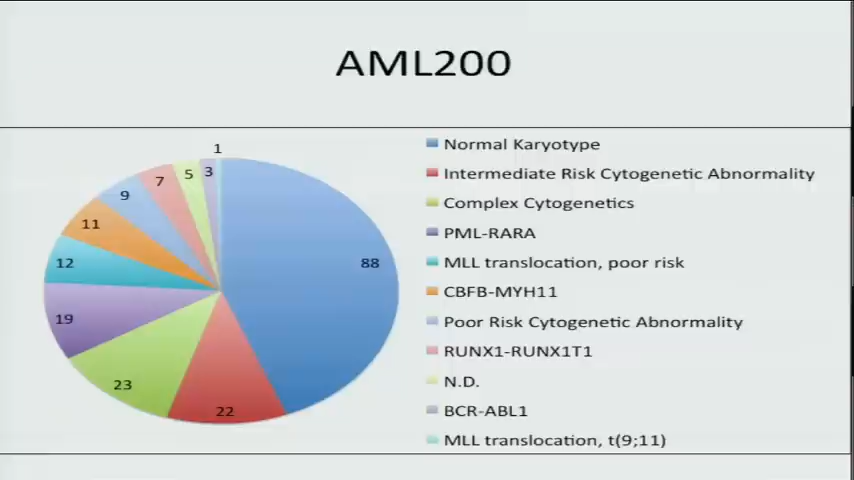 AML200
1
3
5
7
9
11
12
19
23
22
88
Normal Karyotype
Intermediate Risk Cytogenetic Abnormality
Complex Cytogenetics
PML-RARA
MLL translocation, poor risk
CBFB-MYH11
Poor Risk Cytogenetic Abnormality
RUNX1-RUNX1T1
N.D.
BCR-ABL1
MLL translocation, t(9;11)